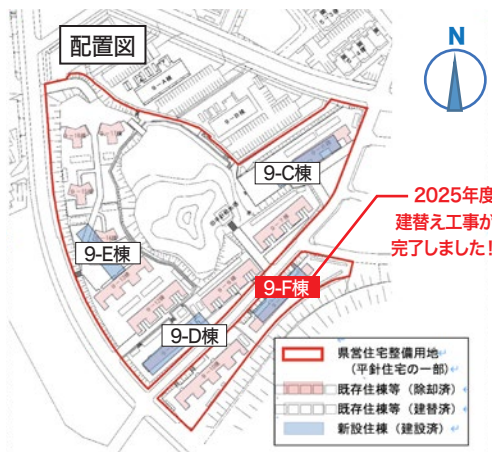 配置図
N
9-C棟
2025年度
建替え工事が
完了しました!
9-E棟
9-F棟
9-D棟
県営住宅整備用地
(平針住宅の一部)
既存住棟等(除却済)
既存住棟等(建替済)
新設住棟(建設済)